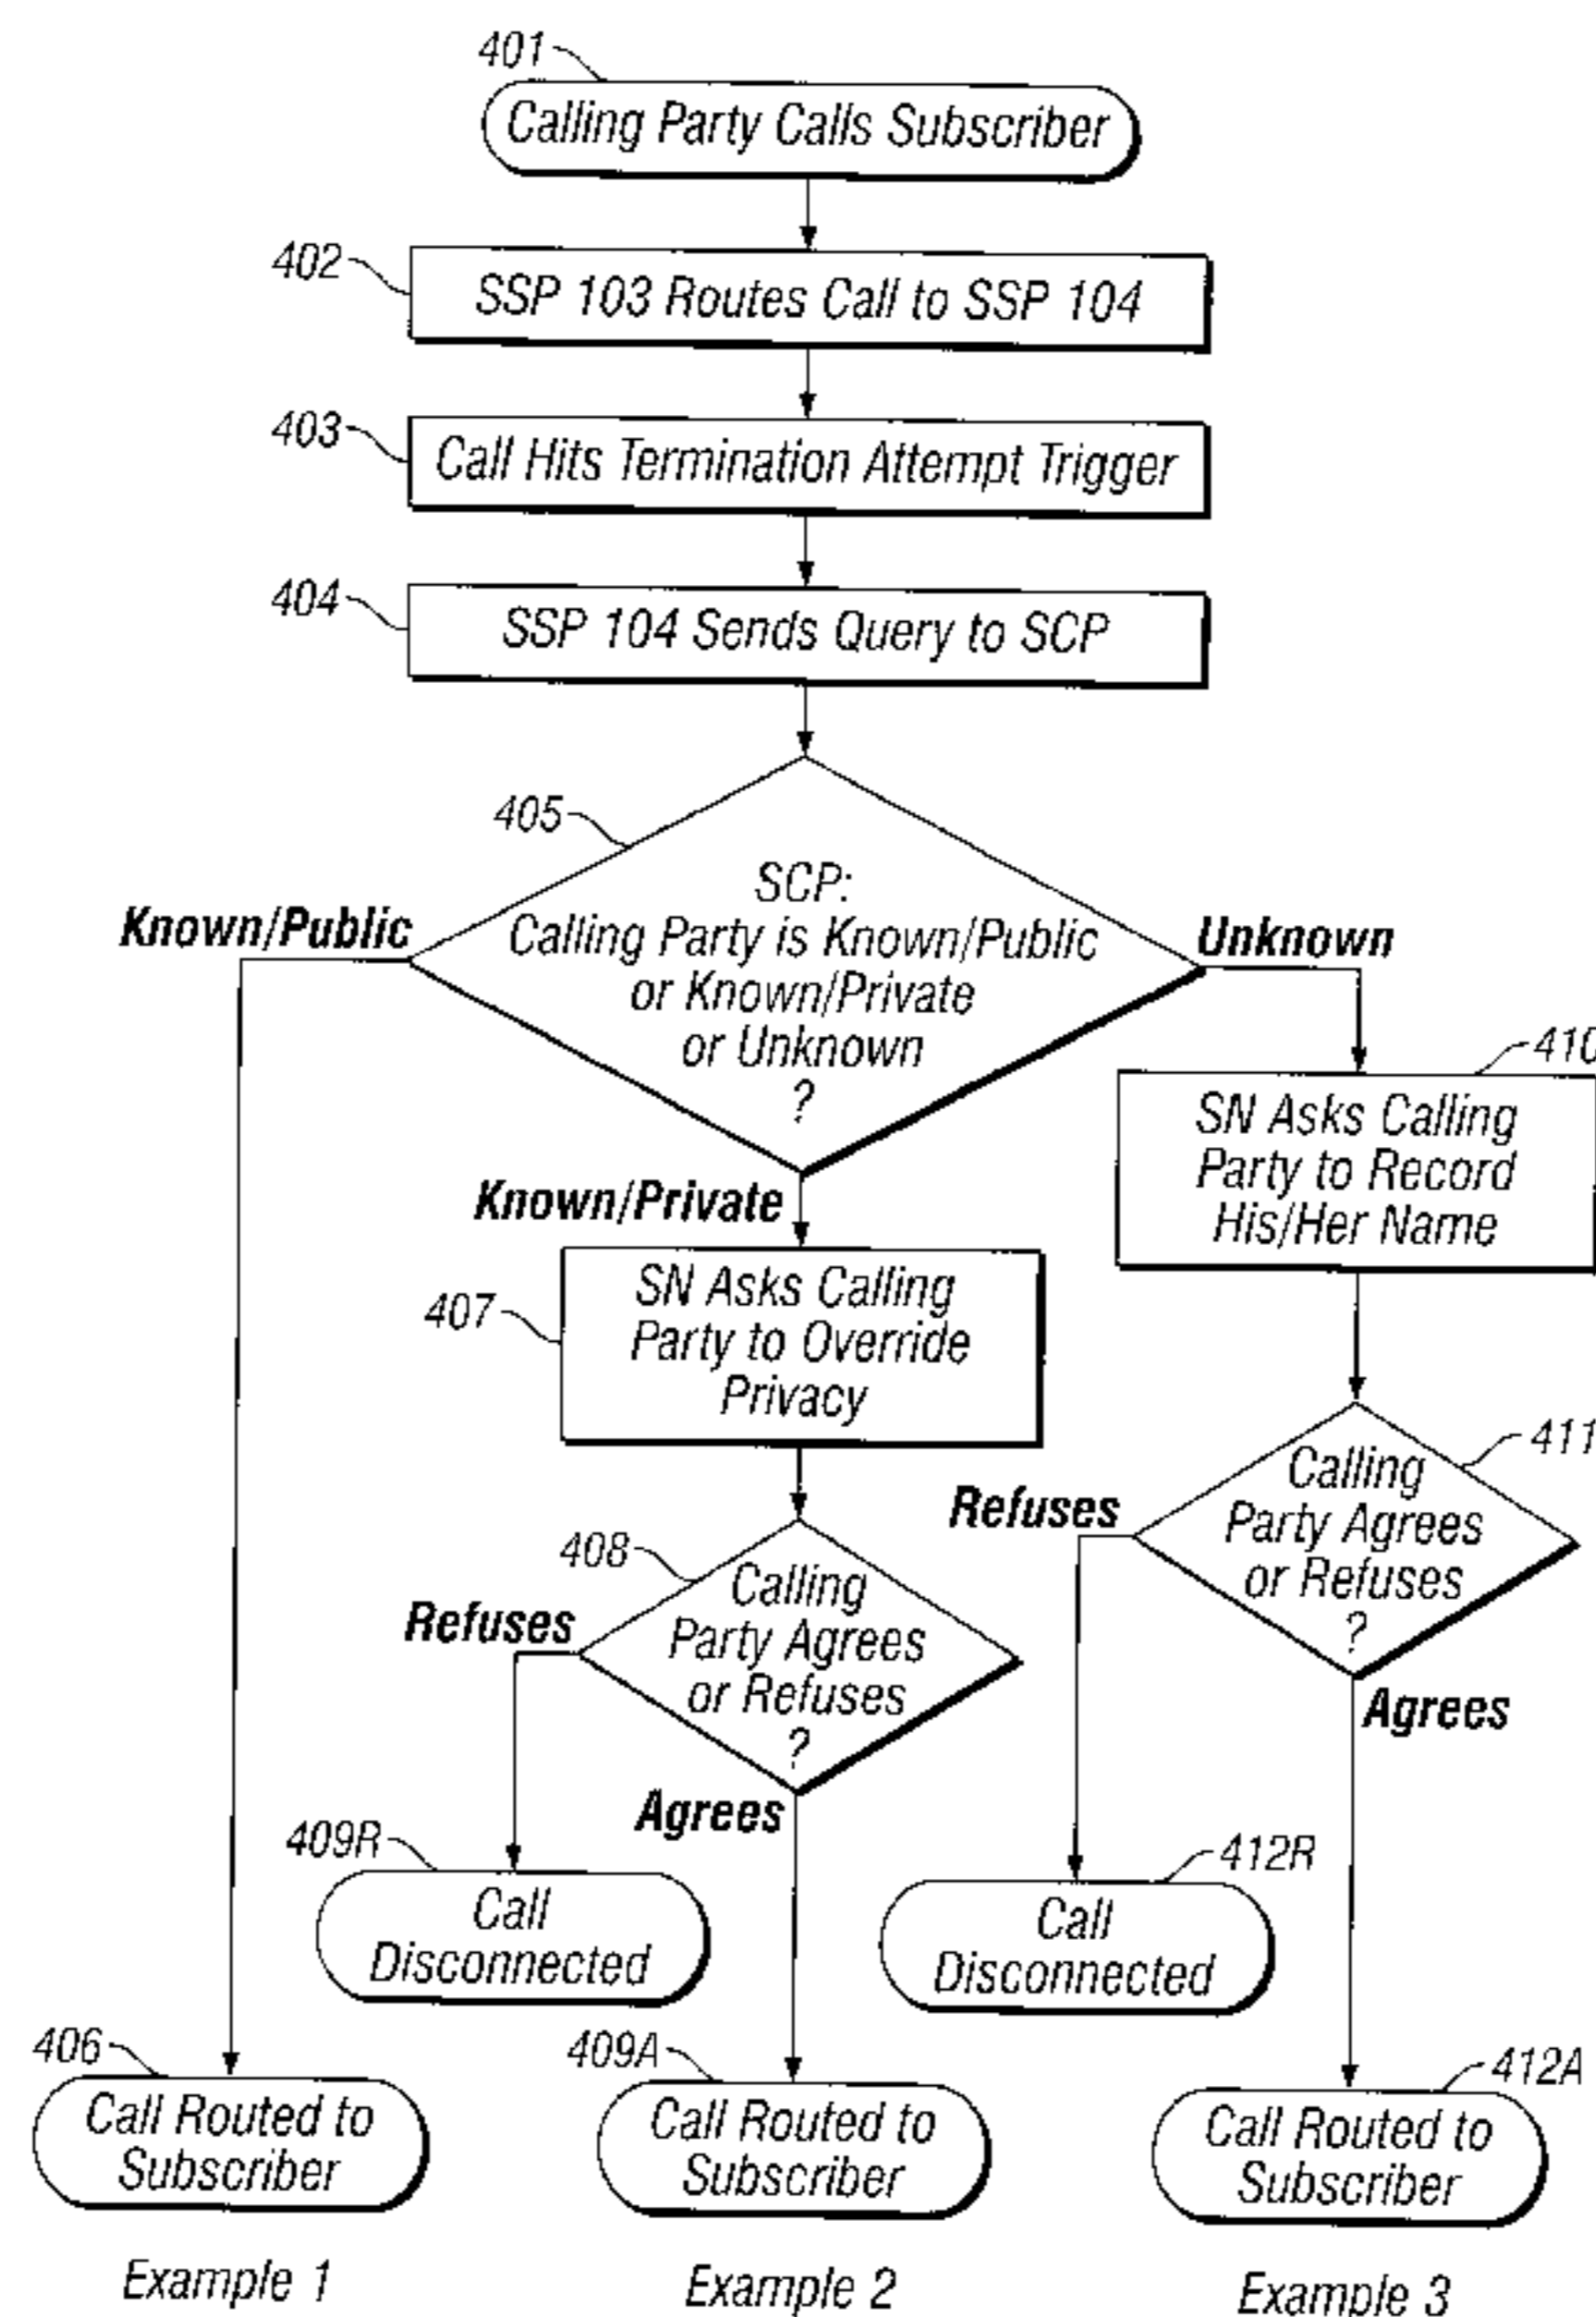 401
Calling Party Calls Subscriber
402
SSP 103 Routes Call to SSP 104
403
Call Hits Termination Attempt Trigger
404
SSP 104 Sends Query to SCP
405
SCP:
Calling Party is Known/Public
or Known/Private
or Unknown
?
Known/Public
Unknown
Known/Private
410
SN Asks Calling
Party to Record
His/Her Name
407
SN Asks Calling
Party to Override
Privacy
411
Calling
Party Agrees
or Refuses
?
Refuses
Agrees
408
Calling
Party Agrees
or Refuses
?
Refuses
Agrees
409R
Call
Disconnected
412R
Call
Disconnected
406
Call Routed to
Subscriber
409A
Call Routed to
Subscriber
412A
Call Routed to
Subscriber
Example 1
Example 2
Example 3